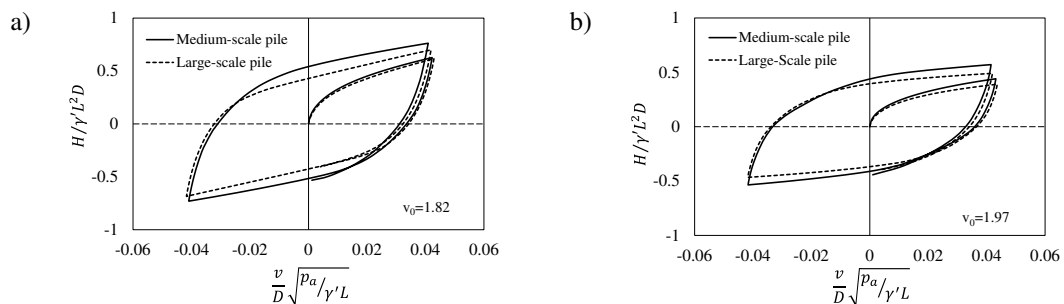 a)
1
0.5
0
-0.5
-1
-0.06
-0.04
-0.02
0
0.02
0.04
0.06
H/γ′L²D
Medium-scale pile
Large-scale pile
v₀=1.82
v/D √(pₐ/γ′L)
b)
1
0.5
0
-0.5
-1
-0.06
-0.04
-0.02
0
0.02
0.04
0.06
H/γ′L²D
Medium-scale pile
Large-Scale pile
v₀=1.97
v/D √(pₐ/γ′L)